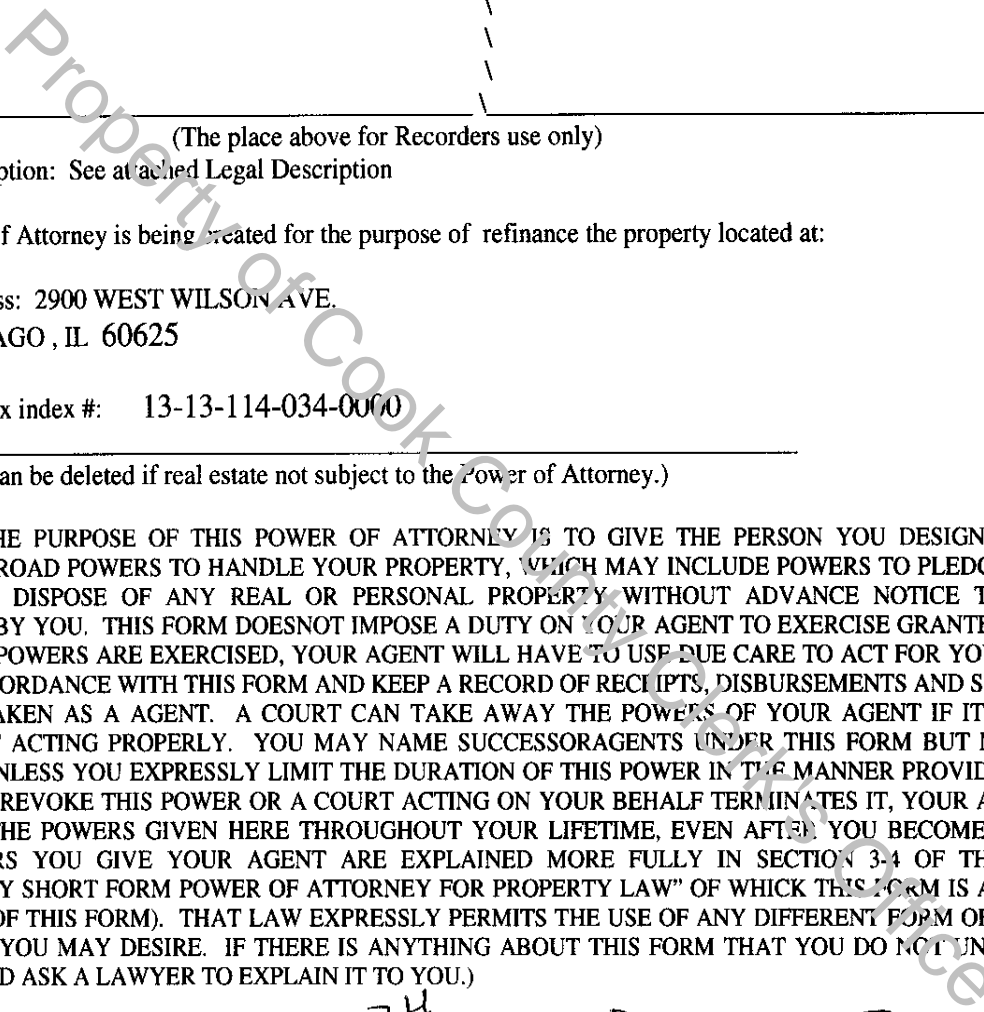 (The place above for Recorders use only)
ption: See attached Legal Description
f Attorney is being created for the purpose of refinance the property located at:
ss: 2900 WEST WILSON AVE.
AGO , IL 60625
x index #: 13-13-114-034-0000
an be deleted if real estate not subject to the Power of Attorney.)
HE PURPOSE OF THIS POWER OF ATTORNEY IS TO GIVE THE PERSON YOU DESIGN
ROAD POWERS TO HANDLE YOUR PROPERTY, WHICH MAY INCLUDE POWERS TO PLEDG
DISPOSE OF ANY REAL OR PERSONAL PROPERTY WITHOUT ADVANCE NOTICE T
BY YOU. THIS FORM DOESNOT IMPOSE A DUTY ON YOUR AGENT TO EXERCISE GRANTE
POWERS ARE EXERCISED, YOUR AGENT WILL HAVE TO USE DUE CARE TO ACT FOR YO
ORDANCE WITH THIS FORM AND KEEP A RECORD OF RECEIPTS, DISBURSEMENTS AND S
AKEN AS A AGENT. A COURT CAN TAKE AWAY THE POWERS OF YOUR AGENT IF IT
ACTING PROPERLY. YOU MAY NAME SUCCESSORAGENTS UNDER THIS FORM BUT
NLESS YOU EXPRESSLY LIMIT THE DURATION OF THIS POWER IN THE MANNER PROVID
REVOKE THIS POWER OR A COURT ACTING ON YOUR BEHALF TERMINATES IT, YOUR A
HE POWERS GIVEN HERE THROUGHOUT YOUR LIFETIME, EVEN AFTER YOU BECOME
RS YOU GIVE YOUR AGENT ARE EXPLAINED MORE FULLY IN SECTION 3-4 OF TH
Y SHORT FORM POWER OF ATTORNEY FOR PROPERTY LAW" OF WHICK THIS FORM IS A
OF THIS FORM). THAT LAW EXPRESSLY PERMITS THE USE OF ANY DIFFERENT FORM OF
YOU MAY DESIRE. IF THERE IS ANYTHING ABOUT THIS FORM THAT YOU DO NOT UN
D ASK A LAWYER TO EXPLAIN IT TO YOU.)
Property of Cook County Clerk's Office